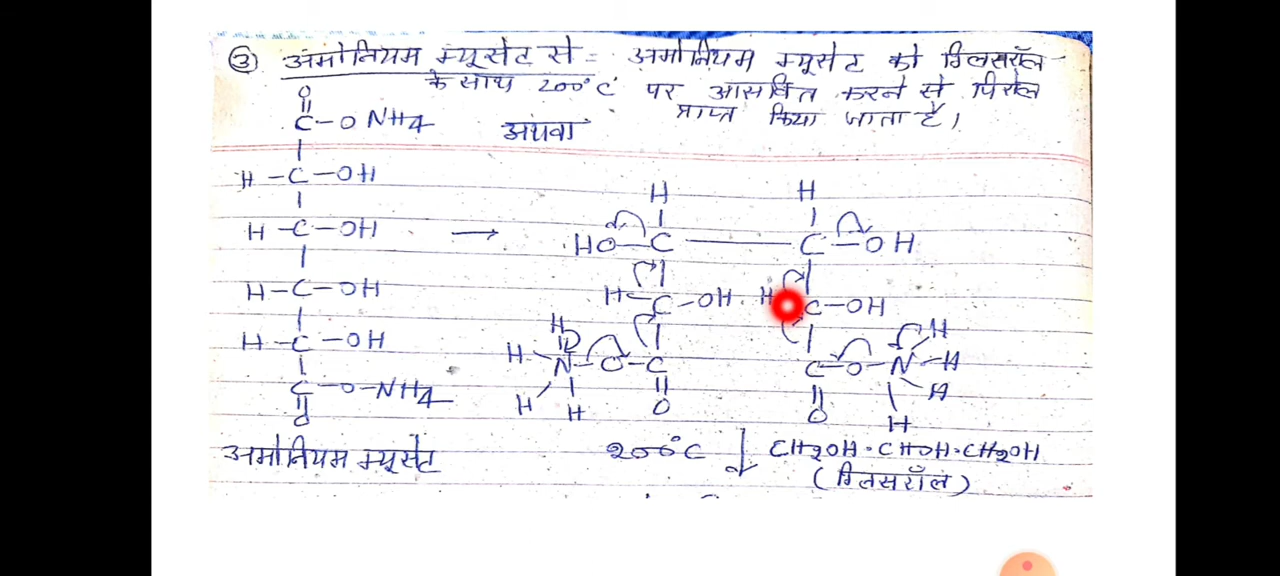 ③ अमोनियम म्यूसेट से = अमोनियम म्यूसेट को ग्लिसरॉल
के साथ 200°C पर आसवित करने से पिरोल
प्राप्त किया जाता है।
अथवा
O
C-O NH4
H-C-OH
H-C-OH
H-C-OH
H-C-OH
C-O-NH4
O
→
H H
HO-C — C-OH
H-C-OH H C-OH
H H
H N-O-C C-O-N-H
H H O O H
H
अमोनियम म्यूसेट
200°C ↓ CH2OH·CHOH·CH2OH
(ग्लिसरॉल)